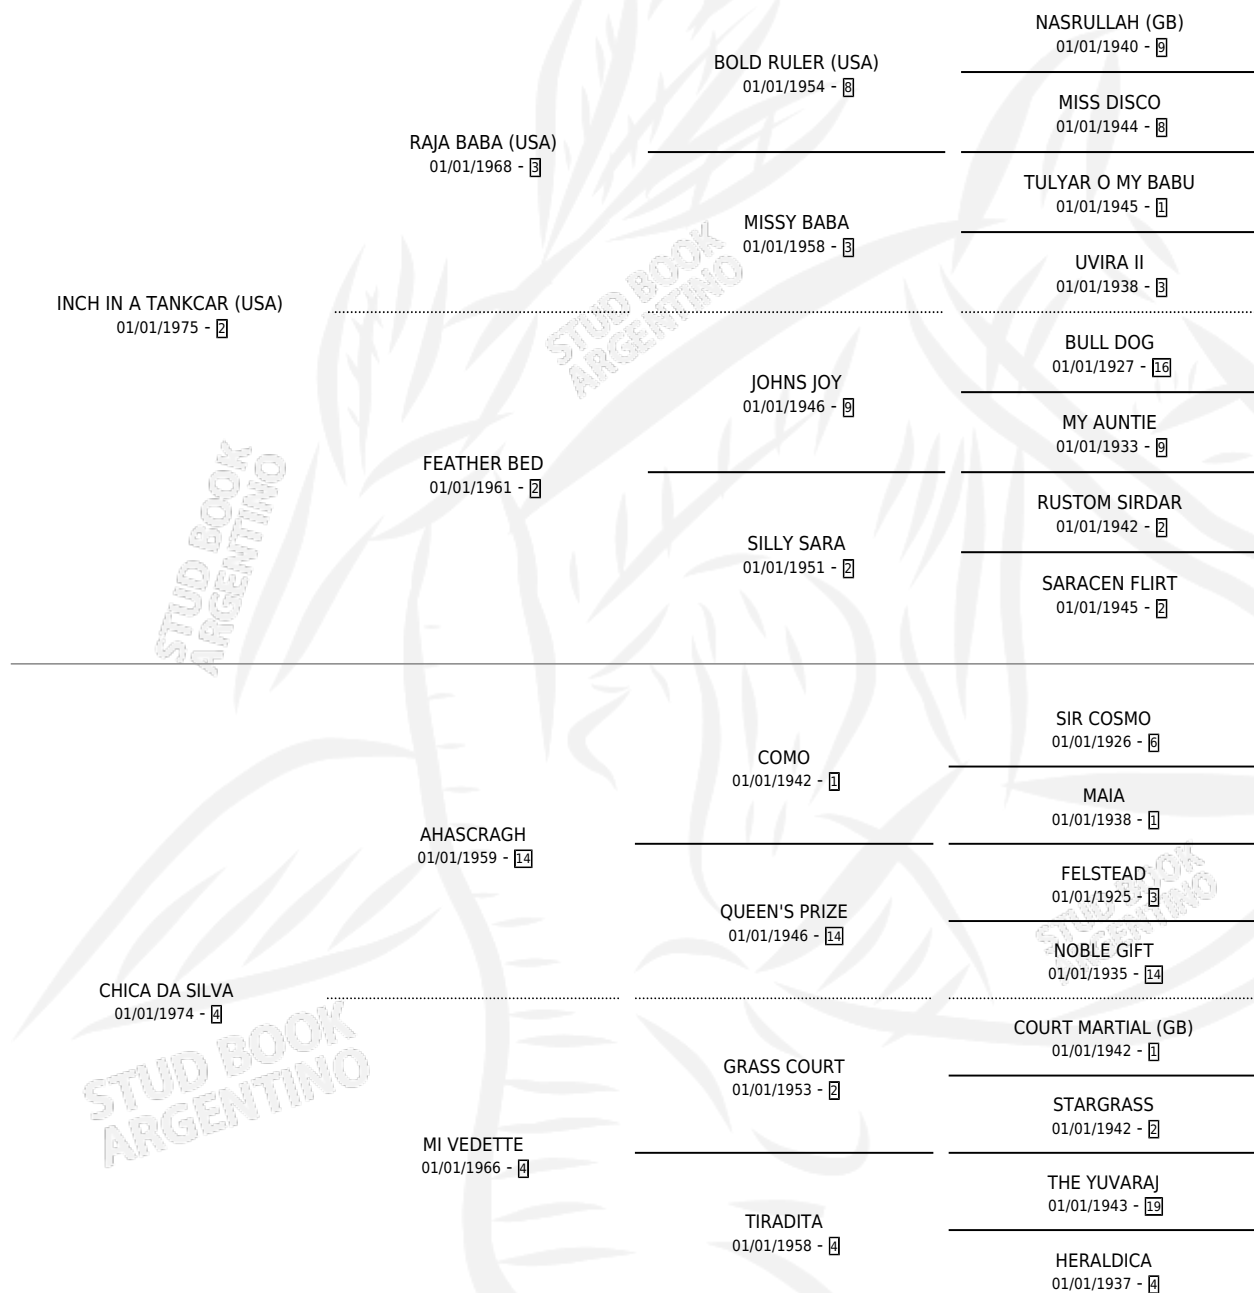 NASRULLAH (GB)
01/01/1940 - 9
BOLD RULER (USA)
01/01/1954 - 8
MISS DISCO
01/01/1944 - 8
RAJA BABA (USA)
01/01/1968 - 3
TULYAR O MY BABU
01/01/1945 - 1
MISSY BABA
01/01/1958 - 3
UVIRA II
01/01/1938 - 3
INCH IN A TANKCAR (USA)
01/01/1975 - 2
BULL DOG
01/01/1927 - 16
JOHNS JOY
01/01/1946 - 9
MY AUNTIE
01/01/1933 - 9
FEATHER BED
01/01/1961 - 2
RUSTOM SIRDAR
01/01/1942 - 2
SILLY SARA
01/01/1951 - 2
SARACEN FLIRT
01/01/1945 - 2
SIR COSMO
01/01/1926 - 6
COMO
01/01/1942 - 1
MAIA
01/01/1938 - 1
AHASCRAGH
01/01/1959 - 14
FELSTEAD
01/01/1925 - 3
QUEEN'S PRIZE
01/01/1946 - 14
NOBLE GIFT
01/01/1935 - 14
CHICA DA SILVA
01/01/1974 - 4
COURT MARTIAL (GB)
01/01/1942 - 1
GRASS COURT
01/01/1953 - 2
STARGRASS
01/01/1942 - 2
MI VEDETTE
01/01/1966 - 4
THE YUVARAJ
01/01/1943 - 19
TIRADITA
01/01/1958 - 4
HERALDICA
01/01/1937 - 4
STUD BOOK
ARGENTINO
STUD BOOK
ARGENTINO
STUD BOOK
ARGENTINO
STUD BOOK
ARGENTINO